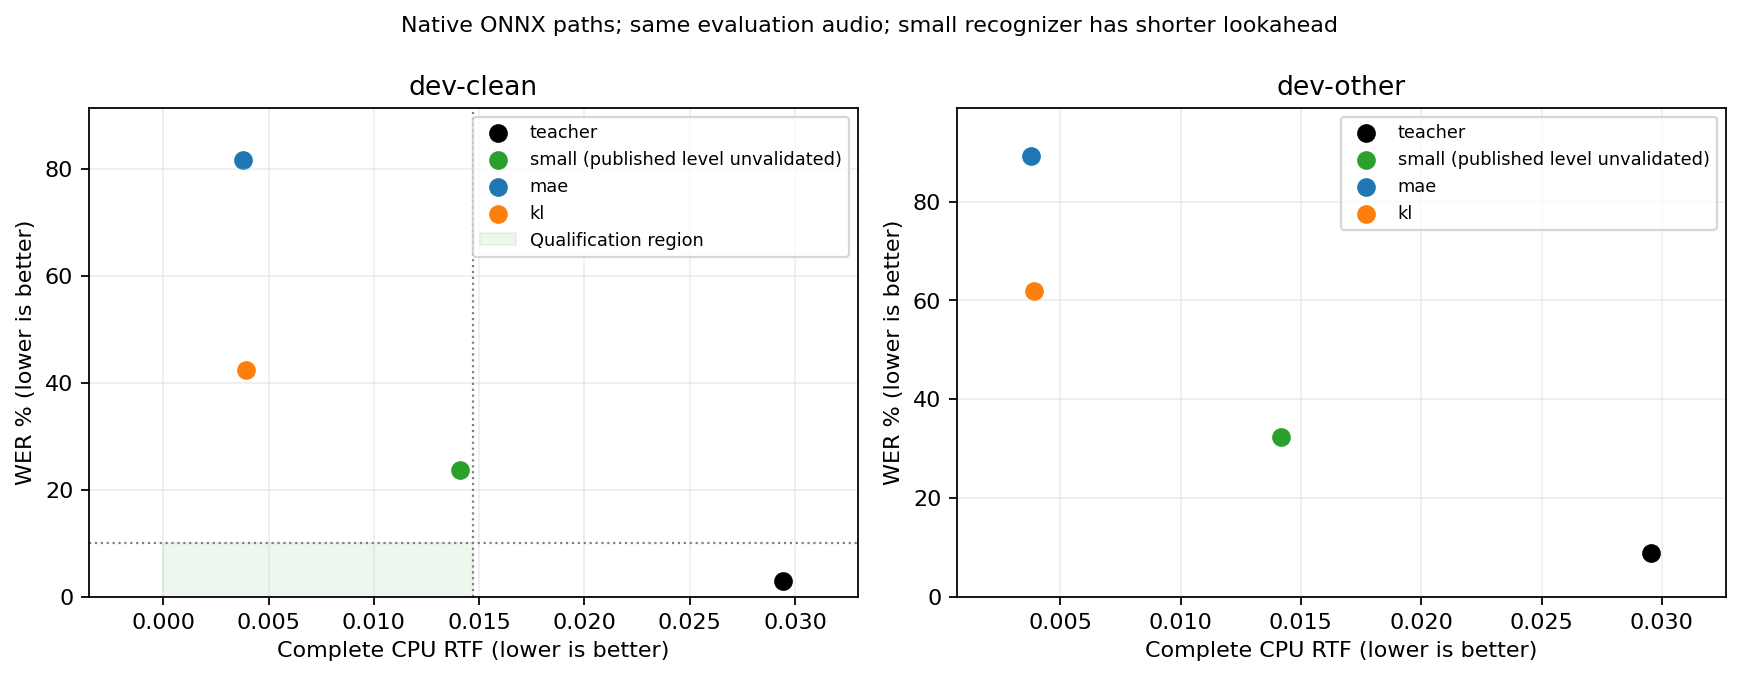 Native ONNX paths; same evaluation audio; small recognizer has shorter lookahead
dev-clean
WER % (lower is better)
80
60
40
20
0
0.000 0.005 0.010 0.015 0.020 0.025 0.030
Complete CPU RTF (lower is better)
teacher
small (published level unvalidated)
mae
kl
Qualification region
dev-other
WER % (lower is better)
80
60
40
20
0
0.005 0.010 0.015 0.020 0.025 0.030
Complete CPU RTF (lower is better)
teacher
small (published level unvalidated)
mae
kl